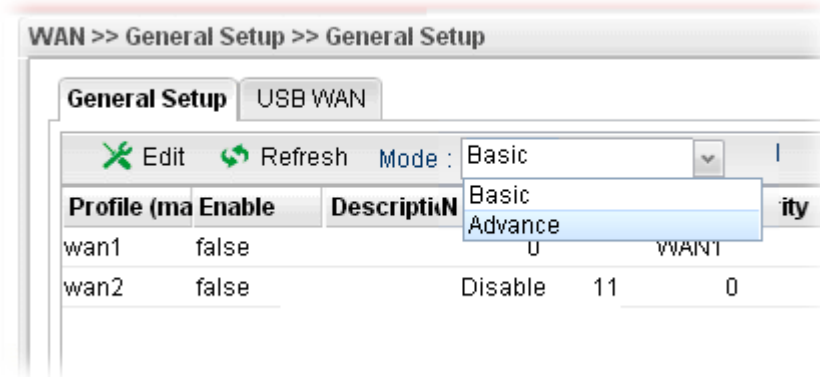 WAN >> General Setup >> General Setup
General Setup USB WAN
Edit Refresh Mode : Basic
Basic
Advance
Profile (ma Enable Descripti N ity
wan1 false 0 WAN1
wan2 false Disable 11 0